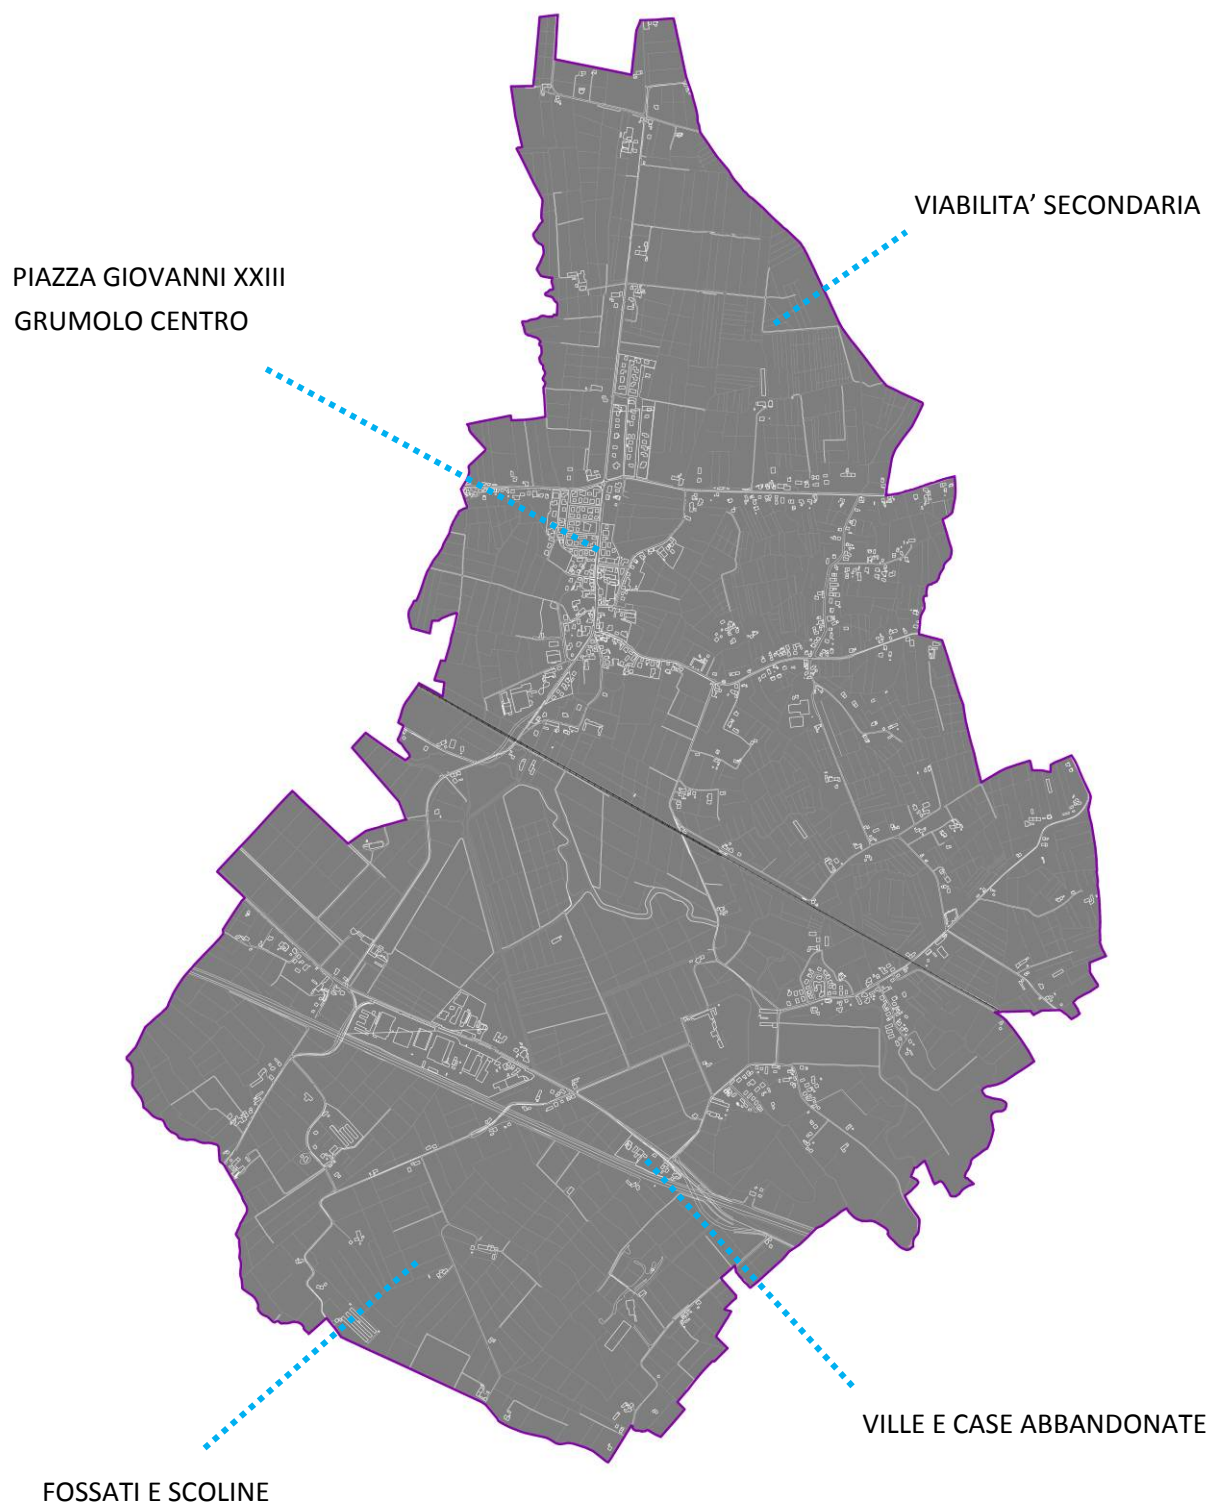 VIABILITA’ SECONDARIA
PIAZZA GIOVANNI XXIII
GRUMOLO CENTRO
VILLE E CASE ABBANDONATE
FOSSATI E SCOLINE